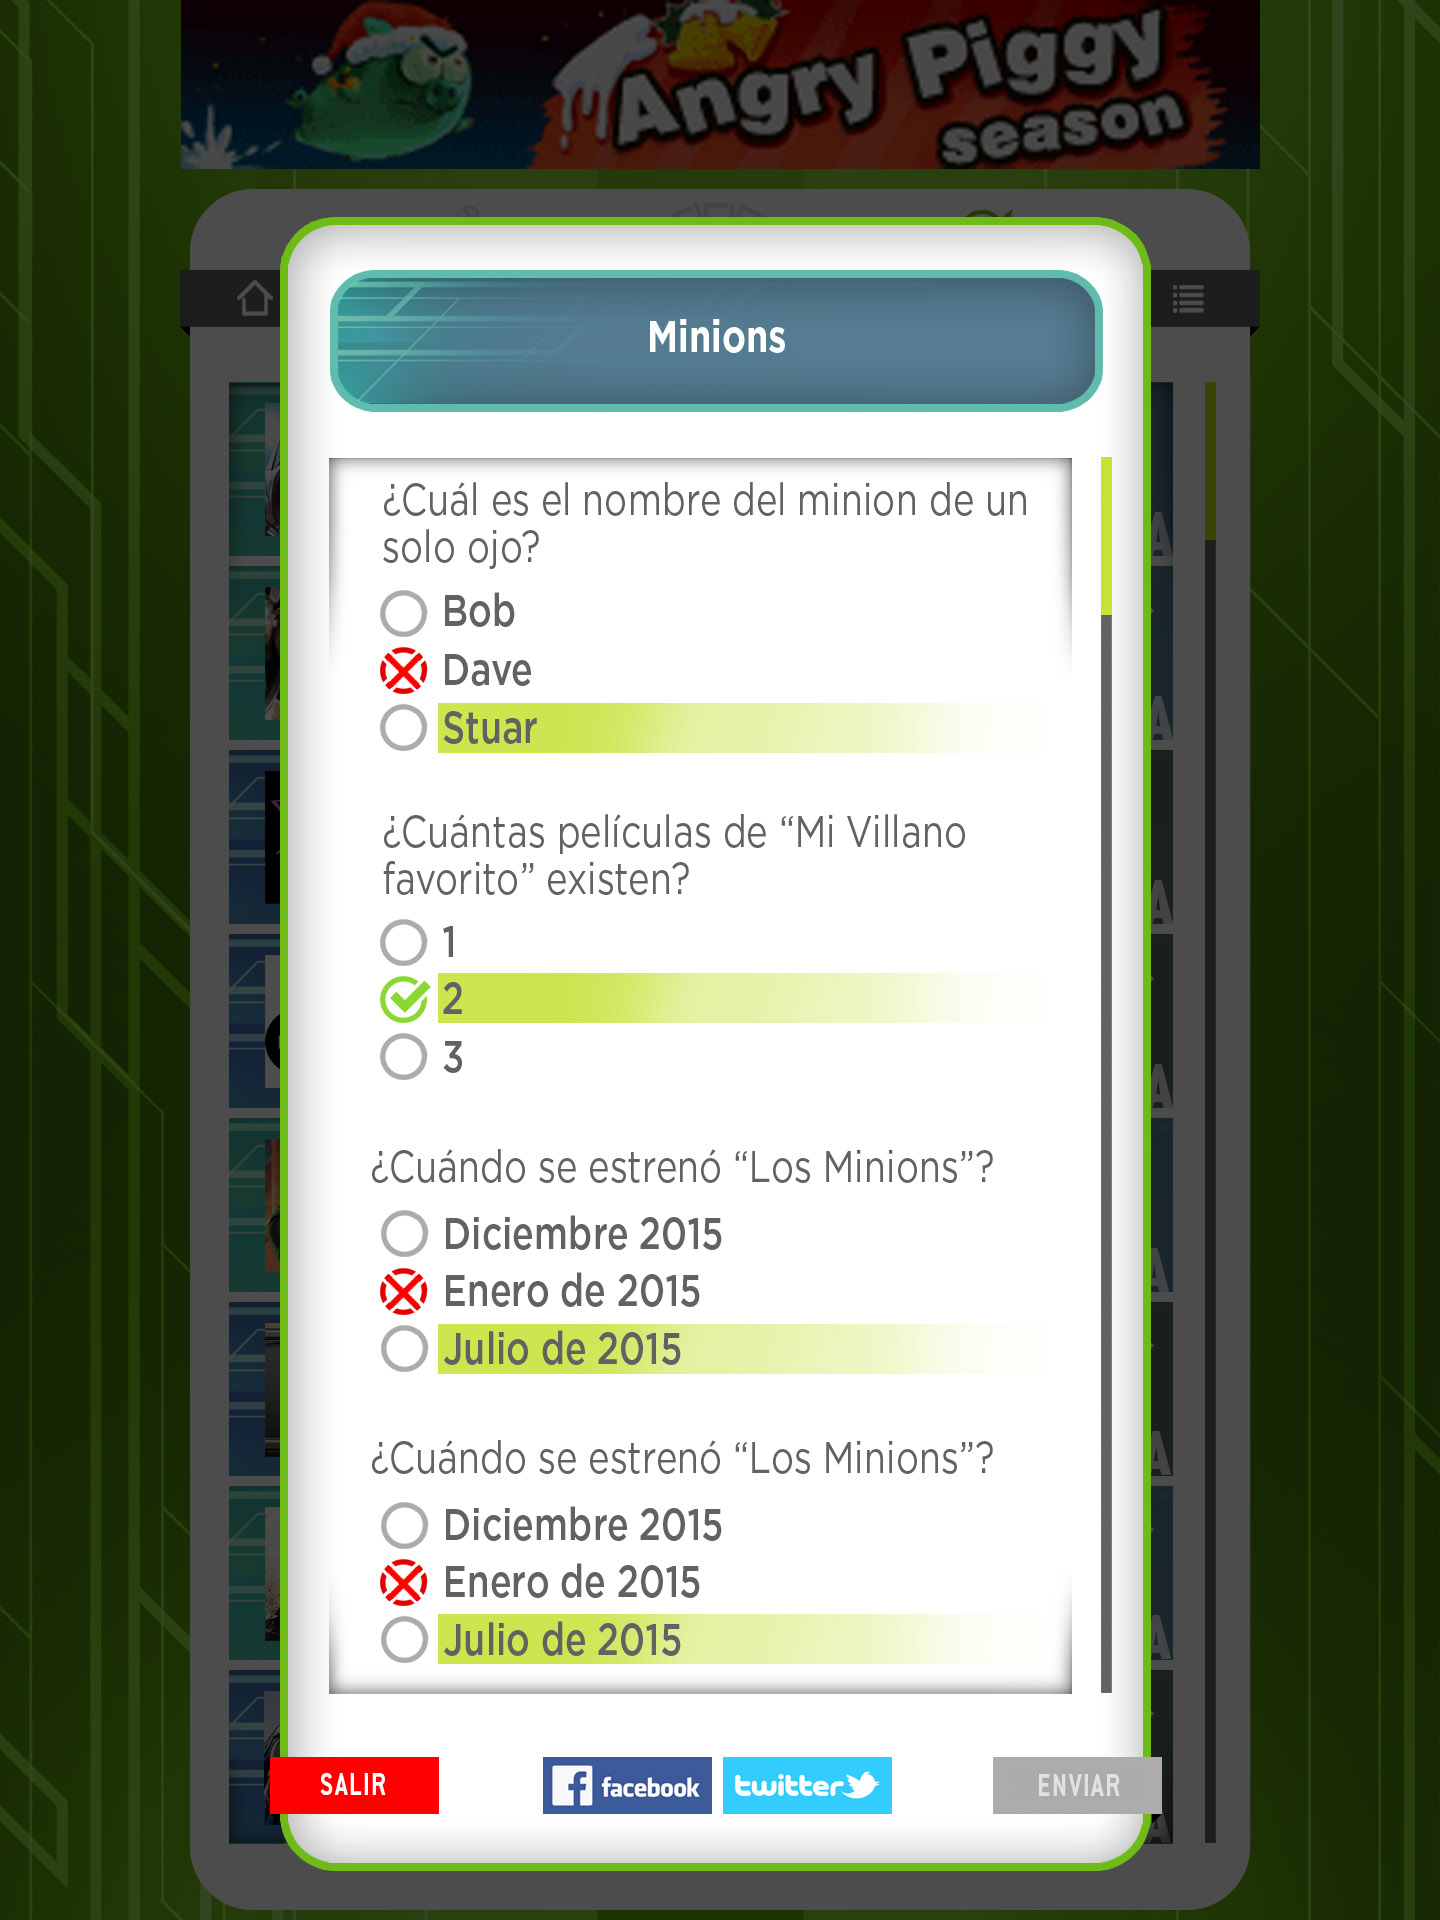 Angry Piggy
season
Minions
¿Cuál es el nombre del minion de un
solo ojo?
Bob
Dave
Stuar
¿Cuántas películas de “Mi Villano
favorito” existen?
1
2
3
¿Cuándo se estrenó “Los Minions”?
Diciembre 2015
Enero de 2015
Julio de 2015
¿Cuándo se estrenó “Los Minions”?
Diciembre 2015
Enero de 2015
Julio de 2015
SALIR
facebook
twitter
ENVIAR